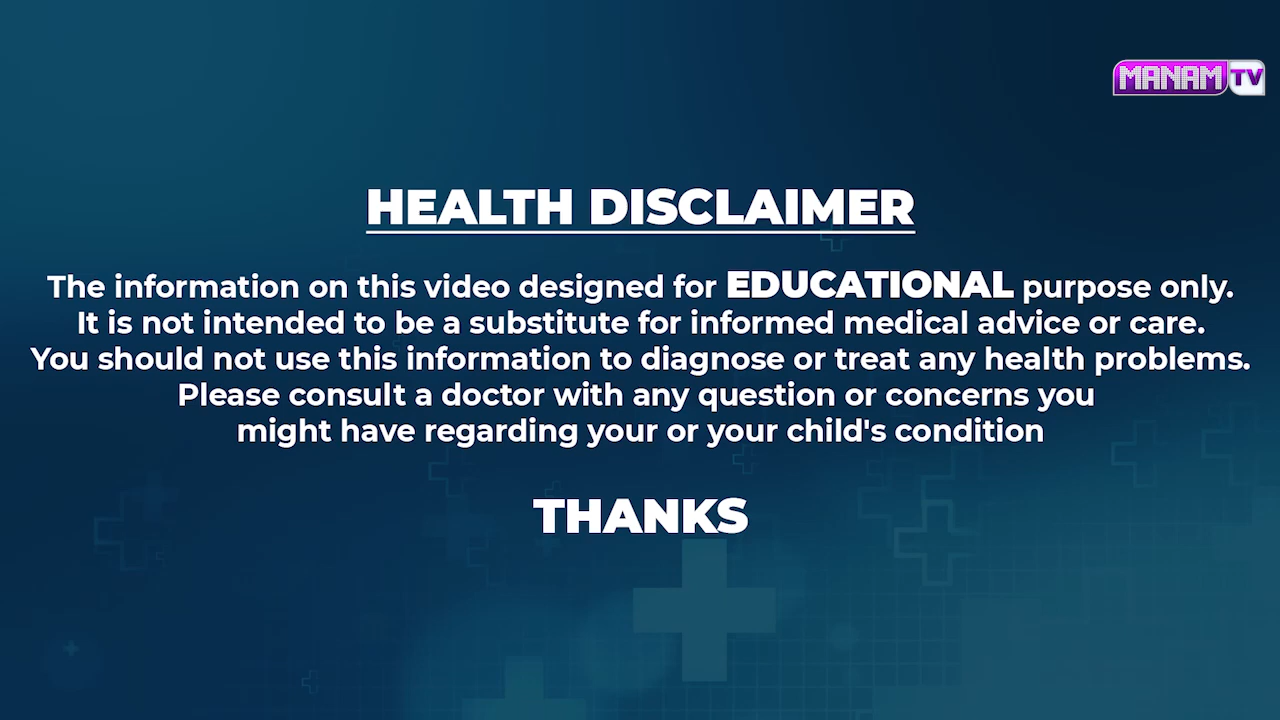 MANAM TV
HEALTH DISCLAIMER
The information on this video designed for EDUCATIONAL purpose only.
It is not intended to be a substitute for informed medical advice or care.
You should not use this information to diagnose or treat any health problems.
Please consult a doctor with any question or concerns you
might have regarding your or your child's condition
THANKS